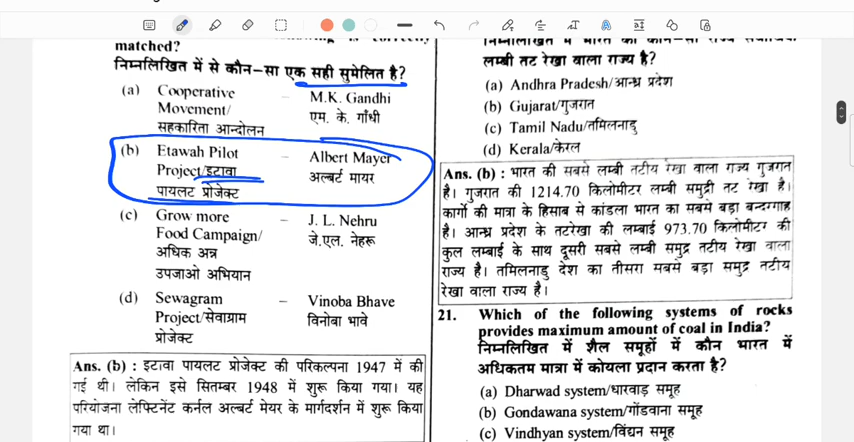 matched?
निम्नलिखित में से कौन-सा एक सही सुमेलित है?
(a) Cooperative Movement/ – M.K. Gandhi
सहकारिता आन्दोलन एम. के. गाँधी
(b) Etawah Pilot – Albert Mayer
Project/इटावा अल्बर्ट मायर
पायलट प्रोजेक्ट
(c) Grow more – J. L. Nehru
Food Campaign/ जे.एल. नेहरू
अधिक अन्न
उपजाओ अभियान
(d) Sewagram – Vinoba Bhave
Project/सेवाग्राम विनोबा भावे
प्रोजेक्ट
Ans. (b) : इटावा पायलट प्रोजेक्ट की परिकल्पना 1947 में की
गई थी। लेकिन इसे सितम्बर 1948 में शुरू किया गया। यह
परियोजना लेफ्टिनेंट कर्नल अल्बर्ट मेयर के मार्गदर्शन में शुरू किया
गया था।
लम्बी तट रेखा वाला राज्य है?
(a) Andhra Pradesh/आन्ध्र प्रदेश
(b) Gujarat/गुजरात
(c) Tamil Nadu/तमिलनाडु
(d) Kerala/केरल
Ans. (b) : भारत की सबसे लम्बी तटीय रेखा वाला राज्य गुजरात
है। गुजरात की 1214.70 किलोमीटर लम्बी समुद्री तट रेखा है।
कार्गो की मात्रा के हिसाब से कांडला भारत का सबसे बड़ा बन्दरगाह
है। आन्ध्र प्रदेश के तटरेखा की लम्बाई 973.70 किलोमीटर की
कुल लम्बाई के साथ दूसरी सबसे लम्बी समुद्र तटीय रेखा वाला
राज्य है। तमिलनाडु देश का तीसरा सबसे बड़ा समुद्र तटीय
रेखा वाला राज्य है।
21. Which of the following systems of rocks
provides maximum amount of coal in India?
निम्नलिखित में शैल समूहों में कौन भारत में
अधिकतम मात्रा में कोयला प्रदान करता है?
(a) Dharwad system/धारवाड़ समूह
(b) Gondawana system/गोंडवाना समूह
(c) Vindhyan system/विंद्यन समूह